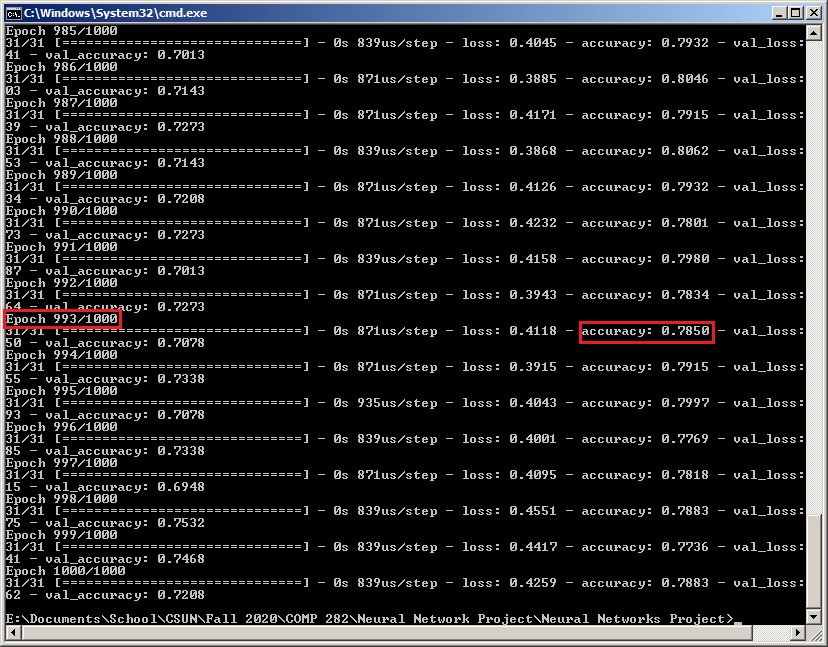 C:\Windows\System32\cmd.exe
Epoch 985/1000
31/31 [==============================] - 0s 839us/step - loss: 0.4045 - accuracy: 0.7932 - val_loss:
41 - val_accuracy: 0.7013
Epoch 986/1000
31/31 [==============================] - 0s 871us/step - loss: 0.3885 - accuracy: 0.8046 - val_loss:
03 - val_accuracy: 0.7143
Epoch 987/1000
31/31 [==============================] - 0s 871us/step - loss: 0.4171 - accuracy: 0.7915 - val_loss:
39 - val_accuracy: 0.7273
Epoch 988/1000
31/31 [==============================] - 0s 839us/step - loss: 0.3868 - accuracy: 0.8062 - val_loss:
53 - val_accuracy: 0.7143
Epoch 989/1000
31/31 [==============================] - 0s 871us/step - loss: 0.4126 - accuracy: 0.7932 - val_loss:
34 - val_accuracy: 0.7208
Epoch 990/1000
31/31 [==============================] - 0s 871us/step - loss: 0.4232 - accuracy: 0.7801 - val_loss:
73 - val_accuracy: 0.7273
Epoch 991/1000
31/31 [==============================] - 0s 839us/step - loss: 0.4158 - accuracy: 0.7980 - val_loss:
87 - val_accuracy: 0.7013
Epoch 992/1000
31/31 [==============================] - 0s 871us/step - loss: 0.3943 - accuracy: 0.7834 - val_loss:
64 - val_accuracy: 0.7273
Epoch 993/1000
31/31 [==============================] - 0s 871us/step - loss: 0.4118 - accuracy: 0.7850 - val_loss:
50 - val_accuracy: 0.7078
Epoch 994/1000
31/31 [==============================] - 0s 871us/step - loss: 0.3915 - accuracy: 0.7915 - val_loss:
55 - val_accuracy: 0.7338
Epoch 995/1000
31/31 [==============================] - 0s 935us/step - loss: 0.4043 - accuracy: 0.7997 - val_loss:
93 - val_accuracy: 0.7078
Epoch 996/1000
31/31 [==============================] - 0s 839us/step - loss: 0.4001 - accuracy: 0.7769 - val_loss:
85 - val_accuracy: 0.7338
Epoch 997/1000
31/31 [==============================] - 0s 871us/step - loss: 0.4095 - accuracy: 0.7818 - val_loss:
15 - val_accuracy: 0.6948
Epoch 998/1000
31/31 [==============================] - 0s 839us/step - loss: 0.4551 - accuracy: 0.7883 - val_loss:
75 - val_accuracy: 0.7532
Epoch 999/1000
31/31 [==============================] - 0s 839us/step - loss: 0.4417 - accuracy: 0.7736 - val_loss:
41 - val_accuracy: 0.7468
Epoch 1000/1000
31/31 [==============================] - 0s 839us/step - loss: 0.4259 - accuracy: 0.7883 - val_loss:
62 - val_accuracy: 0.7208
E:\Documents\School\CSUN\Fall 2020\COMP 282\Neural Network Project\Neural Networks Project>_